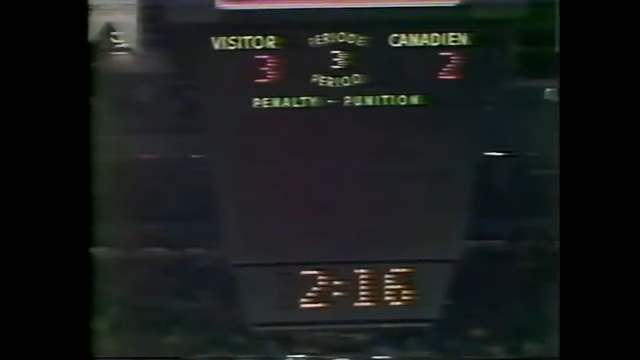 VISITOR PERIODE CANADIEN
3 3 2
PERIOD
PENALTY - PUNITION
2:16